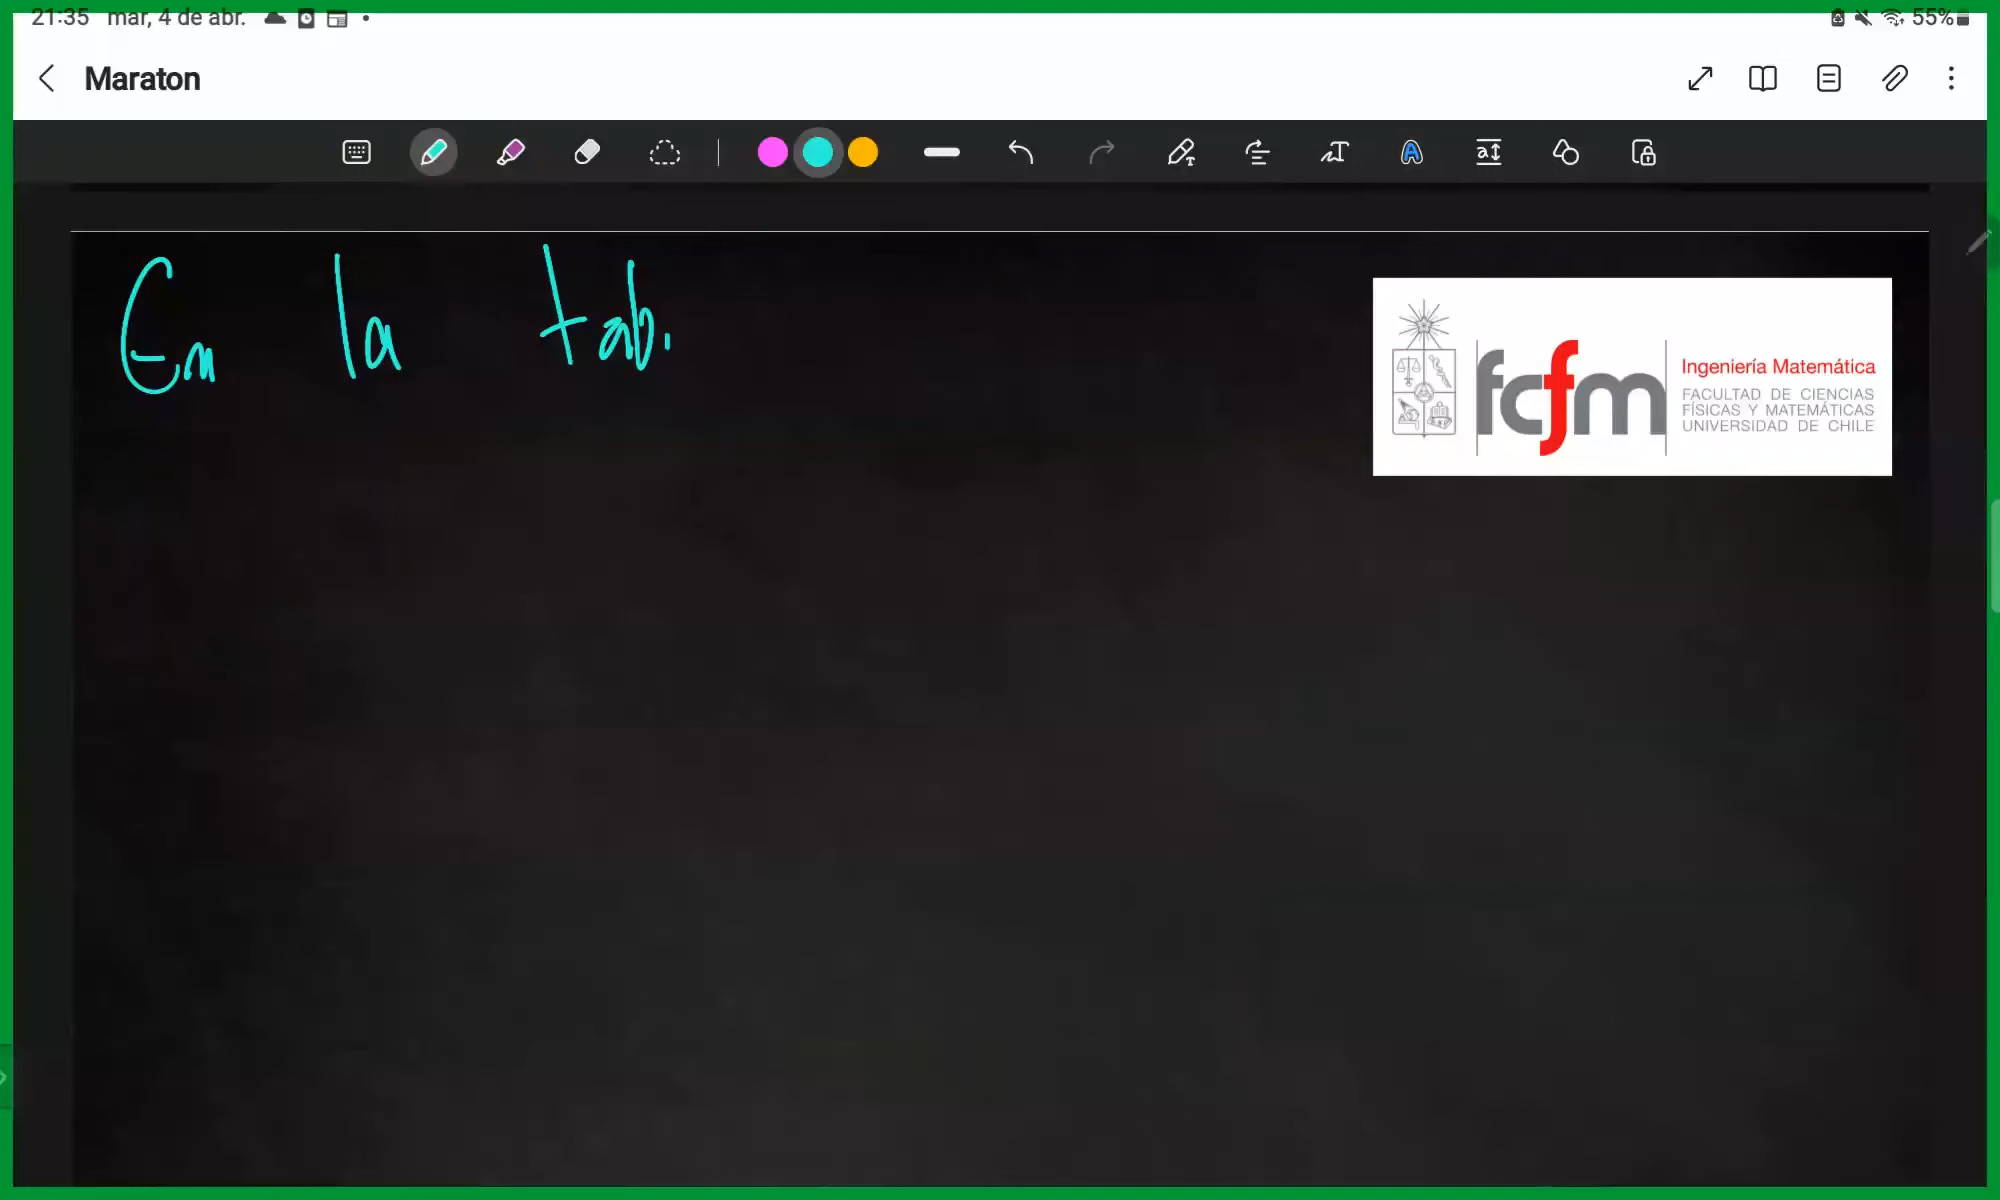 21:35 mar, 4 de abr. 55%
Maraton
En la tab.
fcfm
Ingeniería Matemática
FACULTAD DE CIENCIAS
FÍSICAS Y MATEMÁTICAS
UNIVERSIDAD DE CHILE